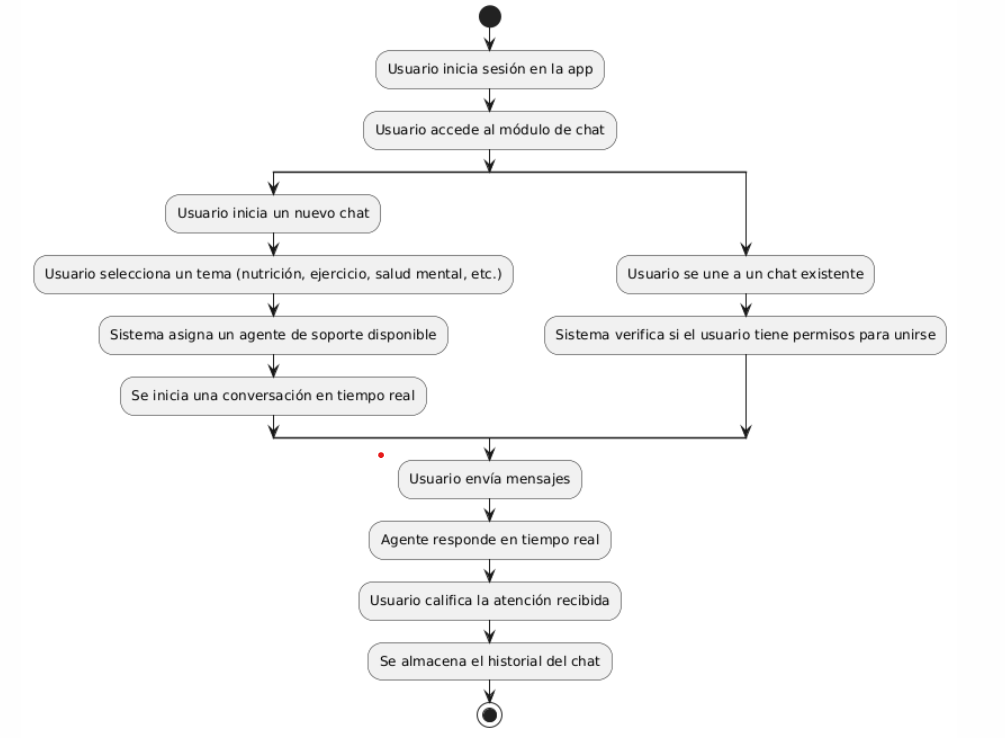 Usuario inicia sesión en la app
Usuario accede al módulo de chat
Usuario inicia un nuevo chat
Usuario selecciona un tema (nutrición, ejercicio, salud mental, etc.)
Sistema asigna un agente de soporte disponible
Se inicia una conversación en tiempo real
Usuario se une a un chat existente
Sistema verifica si el usuario tiene permisos para unirse
Usuario envía mensajes
Agente responde en tiempo real
Usuario califica la atención recibida
Se almacena el historial del chat